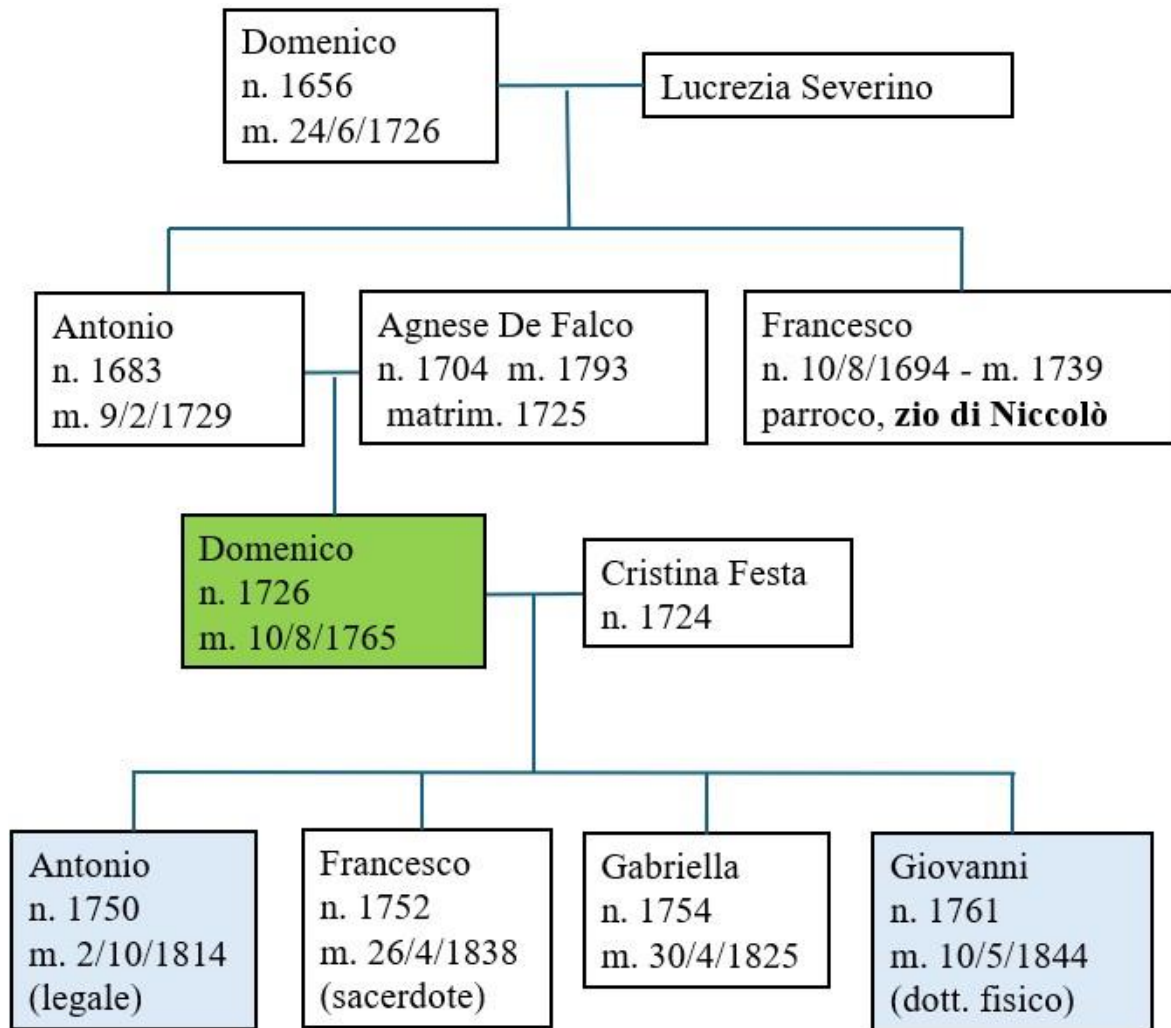 Domenico
n. 1656
m. 24/6/1726
Lucrezia Severino
Antonio
n. 1683
m. 9/2/1729
Agnese De Falco
n. 1704  m. 1793
matrim. 1725
Francesco
n. 10/8/1694 - m. 1739
parroco, zio di Niccolò
Domenico
n. 1726
m. 10/8/1765
Cristina Festa
n. 1724
Antonio
n. 1750
m. 2/10/1814
(legale)
Francesco
n. 1752
m. 26/4/1838
(sacerdote)
Gabriella
n. 1754
m. 30/4/1825
Giovanni
n. 1761
m. 10/5/1844
(dott. fisico)